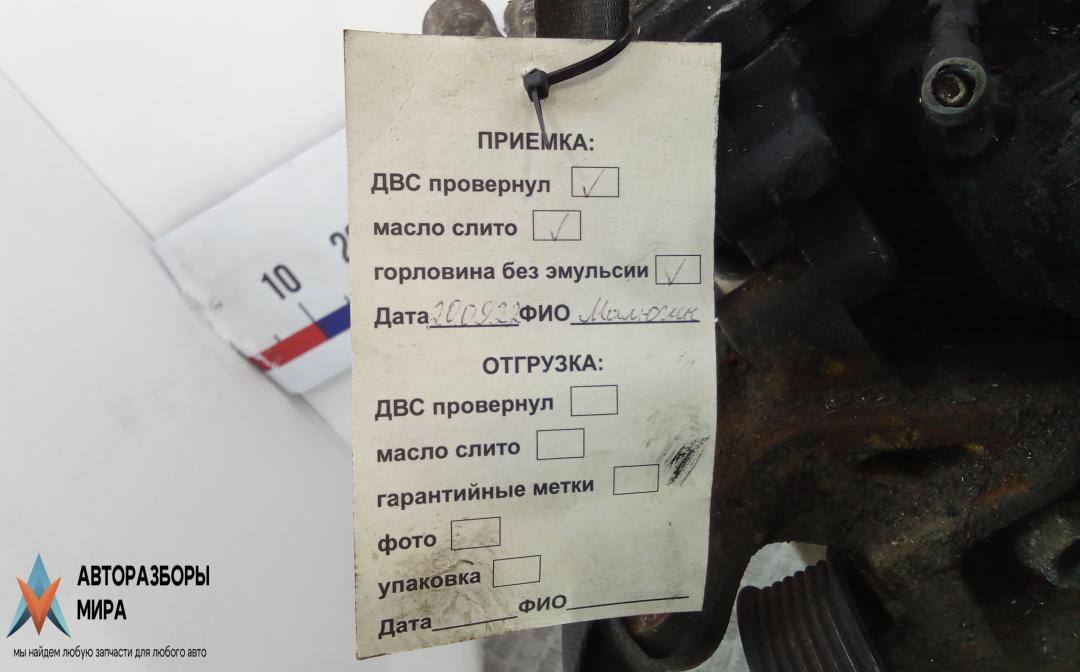 ПРИЕМКА:
ДВС провернул
масло слито
горловина без эмульсии
Дата 200922 ФИО Малюхин
ОТГРУЗКА:
ДВС провернул
масло слито
гарантийные метки
фото
упаковка
Дата ФИО
10
АВТОРАЗБОРЫ
МИРА
мы найдем любую запчасти для любого авто